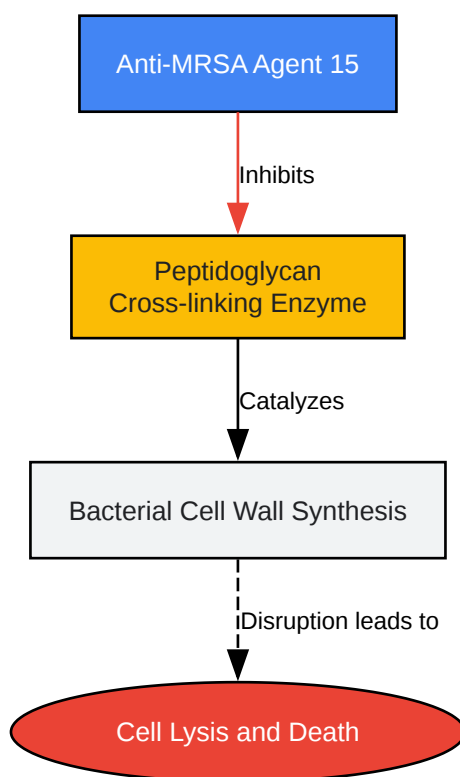 Anti-MRSA Agent 15
Inhibits
Peptidoglycan
Cross-linking Enzyme
Catalyzes
Bacterial Cell Wall Synthesis
Disruption leads to
Cell Lysis and Death